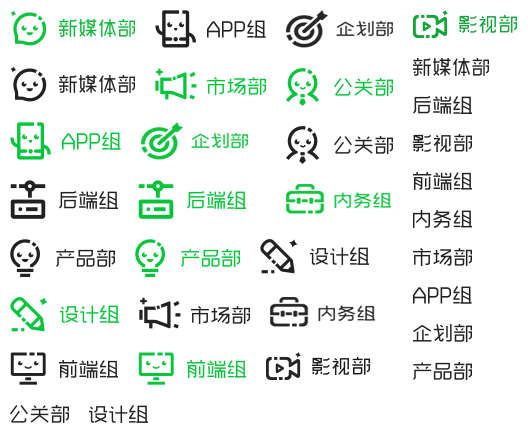 新媒体部 APP组 企划部 影视部
新媒体部 市场部 公关部 新媒体部
后端组
APP组 企划部 公关部 影视部
前端组
后端组 后端组 内务组 内务组
产品部 产品部 设计组 市场部
APP组
设计组 市场部 内务组 企划部
前端组 前端组 影视部 产品部
公关部 设计组